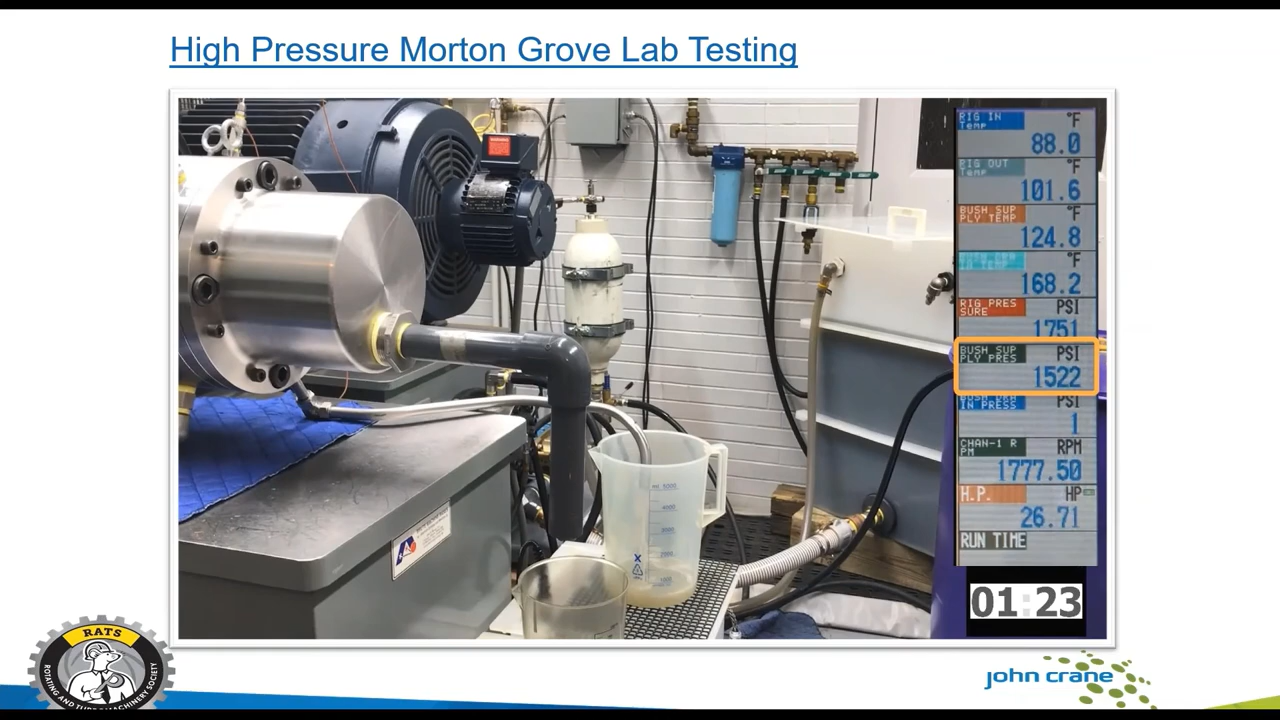 High Pressure Morton Grove Lab Testing
RIG IN
Temp
°F
88.0
RIG OUT
Temp
°F
101.6
BUSH SUP
PLY TEMP
°F
124.8
°F
168.2
RIG PRES
SURE
PSI
1751
BUSH SUP
PLY PRES
PSI
1522
BUSH DRA
IN PRESS
PSI
1
CHAN-1 R
PM
RPM
1777.50
H.P.
HP
26.71
RUN TIME
01:23
RATS
ROTATING AND TURBOMACHINERY SOCIETY
john crane